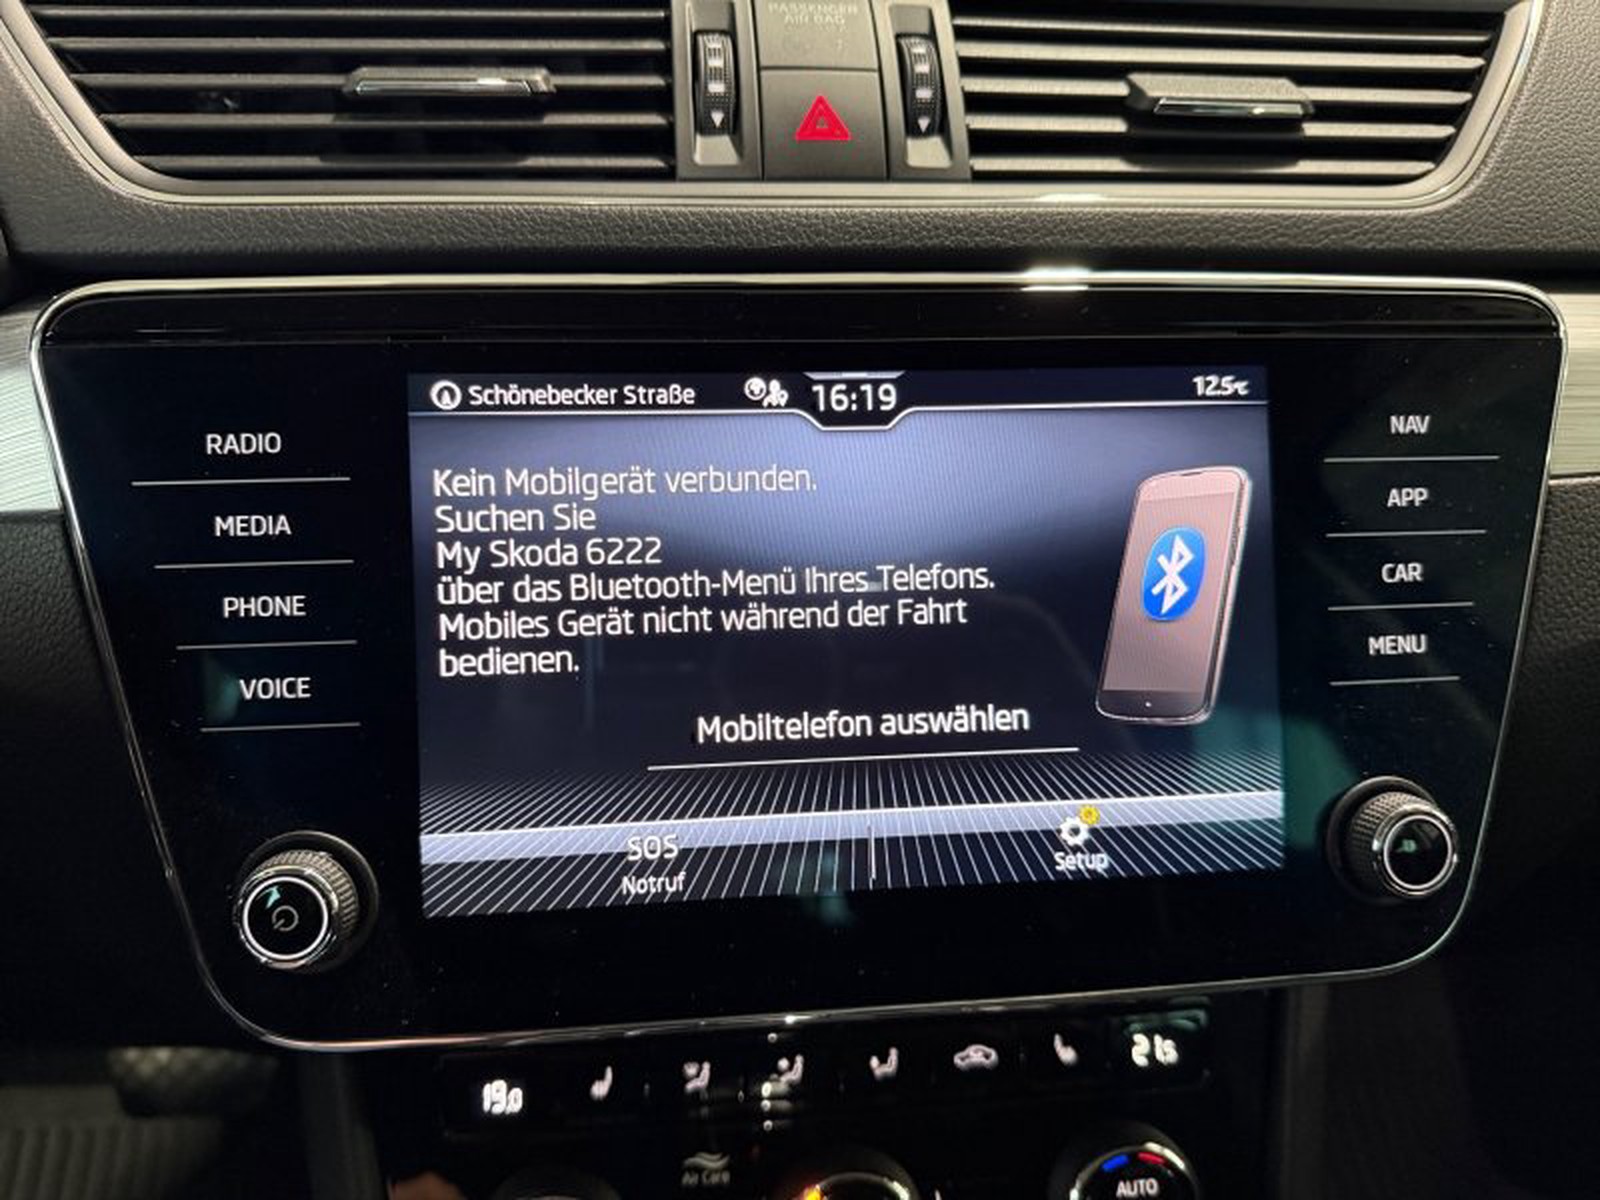 PASSENGER
AIR BAG
Schönebecker Straße
16:19
12.5℃
RADIO
MEDIA
PHONE
VOICE
Kein Mobilgerät verbunden.
Suchen Sie
My Skoda 6222
über das Bluetooth-Menü Ihres Telefons.
Mobiles Gerät nicht während der Fahrt
bedienen.
Mobiltelefon auswählen
SOS
Notruf
Setup
NAV
APP
CAR
MENU
19.0
21.5
Air Care
AUTO